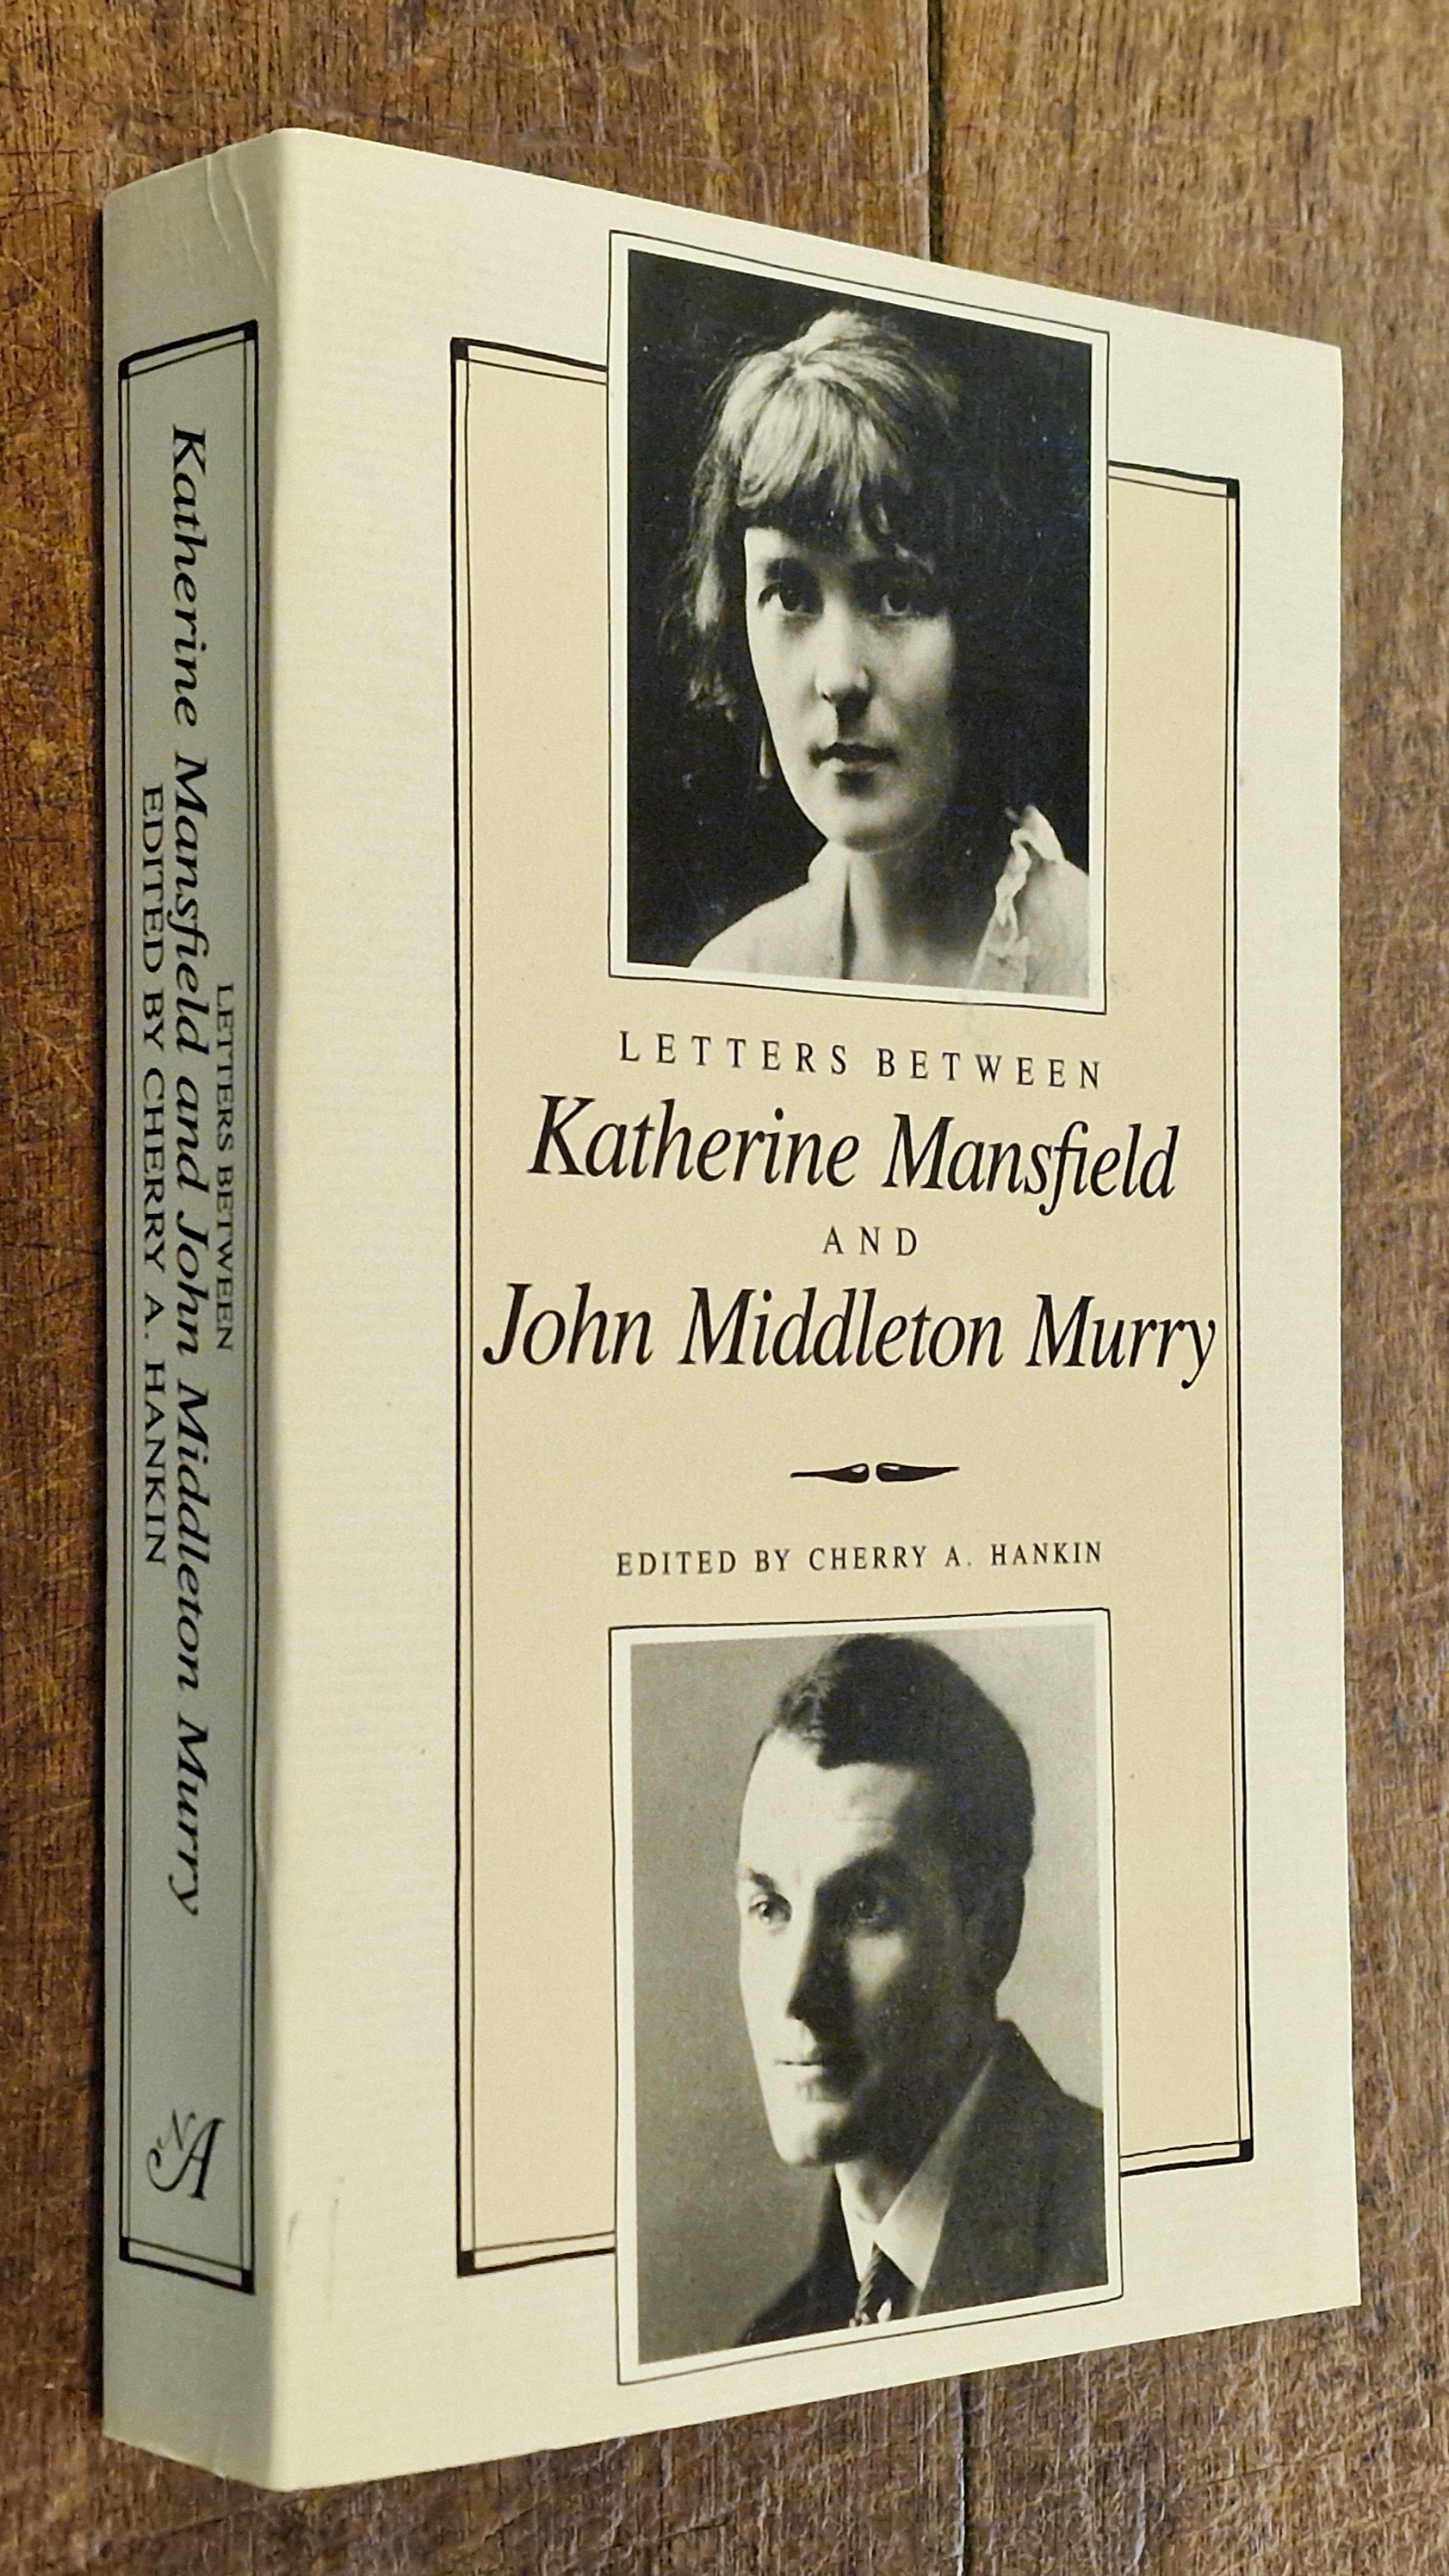 LETTERS BETWEEN
Katherine Mansfield
AND
John Middleton Murry
EDITED BY CHERRY A. HANKIN
LETTERS BETWEEN
Katherine Mansfield and John Middleton Murry
EDITED BY CHERRY A. HANKIN